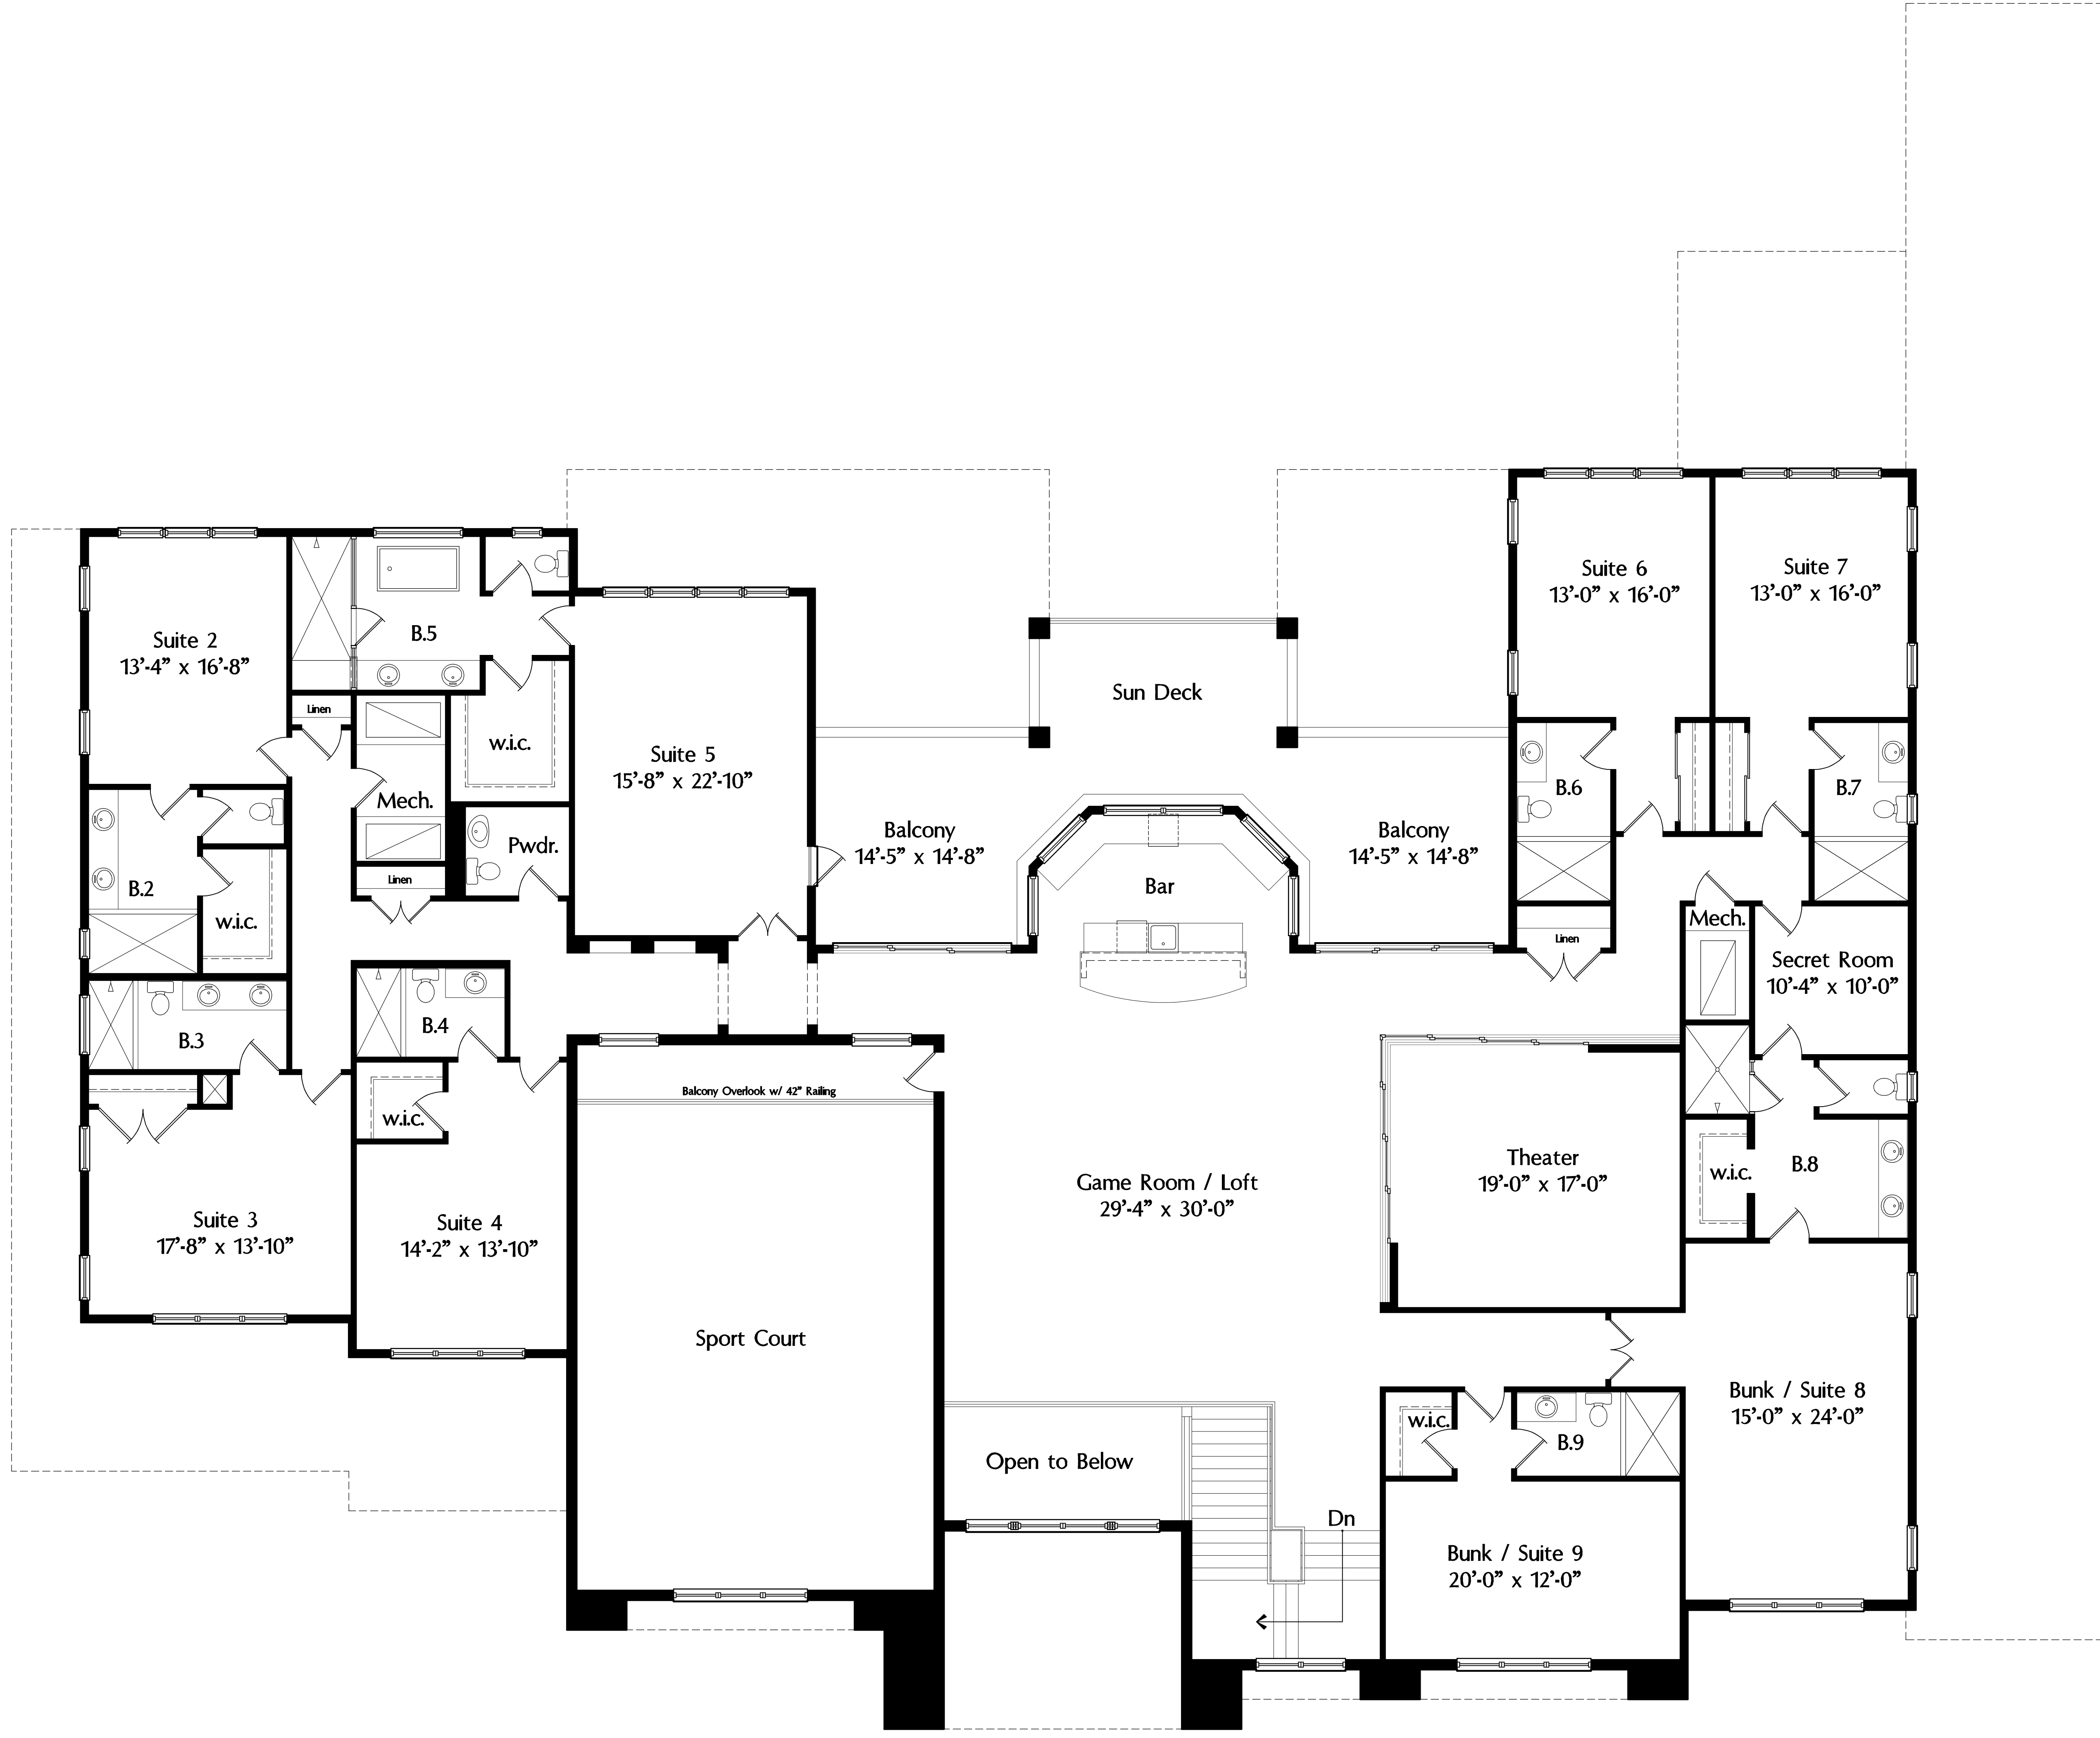 Suite 6
13'-0" x 16'-0"
Suite 7
13'-0" x 16'-0"
Suite 2
13'-4" x 16'-8"
B.5
Linen
w.i.c.
Mech.
Suite 5
15'-8" x 22'-10"
Sun Deck
Pwdr.
Linen
B.2
w.i.c.
Balcony
14'-5" x 14'-8"
Bar
Balcony
14'-5" x 14'-8"
B.6
B.7
Linen
Mech.
Secret Room
10'-4" x 10'-0"
B.3
B.4
w.i.c.
Balcony Overlook w/ 42" Railing
Suite 3
17'-8" x 13'-10"
Suite 4
14'-2" x 13'-10"
Game Room / Loft
29'-4" x 30'-0"
Theater
19'-0" x 17'-0"
w.i.c.
B.8
Sport Court
Bunk / Suite 8
15'-0" x 24'-0"
w.i.c.
B.9
Open to Below
Dn
Bunk / Suite 9
20'-0" x 12'-0"